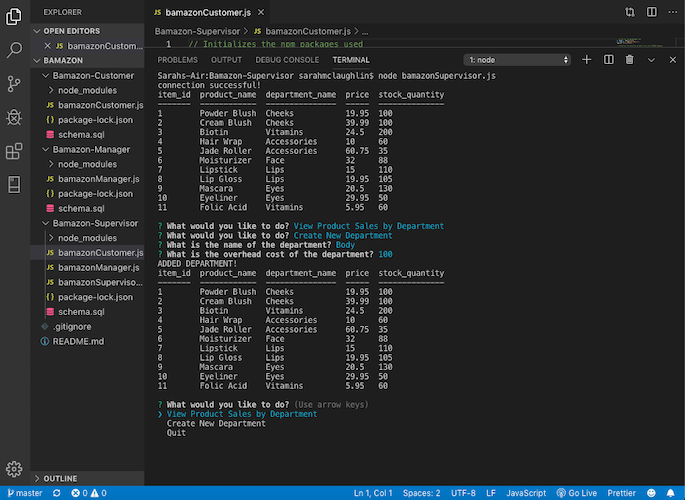 EXPLORER
OPEN EDITORS
bamazonCustom...
BAMAZON
Bamazon-Customer
node_modules
JS bamazonCustomer.js
{ } package-lock.json
schema.sql
Bamazon-Manager
node_modules
JS bamazonManager.js
{ } package-lock.json
schema.sql
Bamazon-Supervisor
node_modules
JS bamazonCustomer.js
JS bamazonManager.js
JS bamazonSuperviso...
{ } package-lock.json
schema.sql
.gitignore
README.md
OUTLINE
JS bamazonCustomer.js ×
Bamazon-Supervisor › JS bamazonCustomer.js › ...
1 // Initializes the npm packages used
PROBLEMS OUTPUT DEBUG CONSOLE TERMINAL 1: node
Sarahs-Air:Bamazon-Supervisor sarahmclaughlin$ node bamazonSupervisor.js
connection successful!
item_id product_name department_name price stock_quantity
------- ------------ --------------- ----- --------------
1 Powder Blush Cheeks 19.95 100
2 Cream Blush Cheeks 39.99 100
3 Biotin Vitamins 24.5 200
4 Hair Wrap Accessories 10 60
5 Jade Roller Accessories 60.75 35
6 Moisturizer Face 32 88
7 Lipstick Lips 15 110
8 Lip Gloss Lips 19.95 105
9 Mascara Eyes 20.5 130
10 Eyeliner Eyes 29.95 50
11 Folic Acid Vitamins 5.95 60
? What would you like to do? View Product Sales by Department
? What would you like to do? Create New Department
? What is the name of the department? Body
? What is the overhead cost of the department? 100
ADDED DEPARTMENT!
item_id product_name department_name price stock_quantity
------- ------------ --------------- ----- --------------
1 Powder Blush Cheeks 19.95 100
2 Cream Blush Cheeks 39.99 100
3 Biotin Vitamins 24.5 200
4 Hair Wrap Accessories 10 60
5 Jade Roller Accessories 60.75 35
6 Moisturizer Face 32 88
7 Lipstick Lips 15 110
8 Lip Gloss Lips 19.95 105
9 Mascara Eyes 20.5 130
10 Eyeliner Eyes 29.95 50
11 Folic Acid Vitamins 5.95 60
? What would you like to do? (Use arrow keys)
❯ View Product Sales by Department
Create New Department
Quit
master 0 0 Ln 1, Col 1 Spaces: 2 UTF-8 LF JavaScript Go Live Prettier